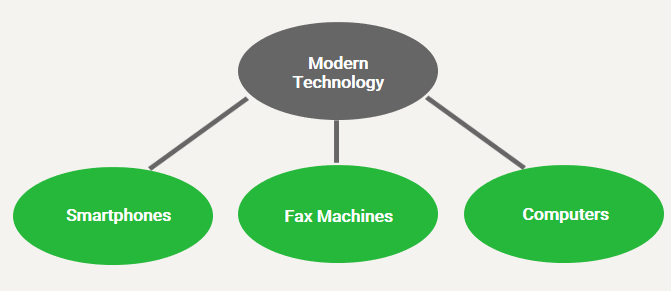 Modern
Technology
Smartphones
Fax Machines
Computers